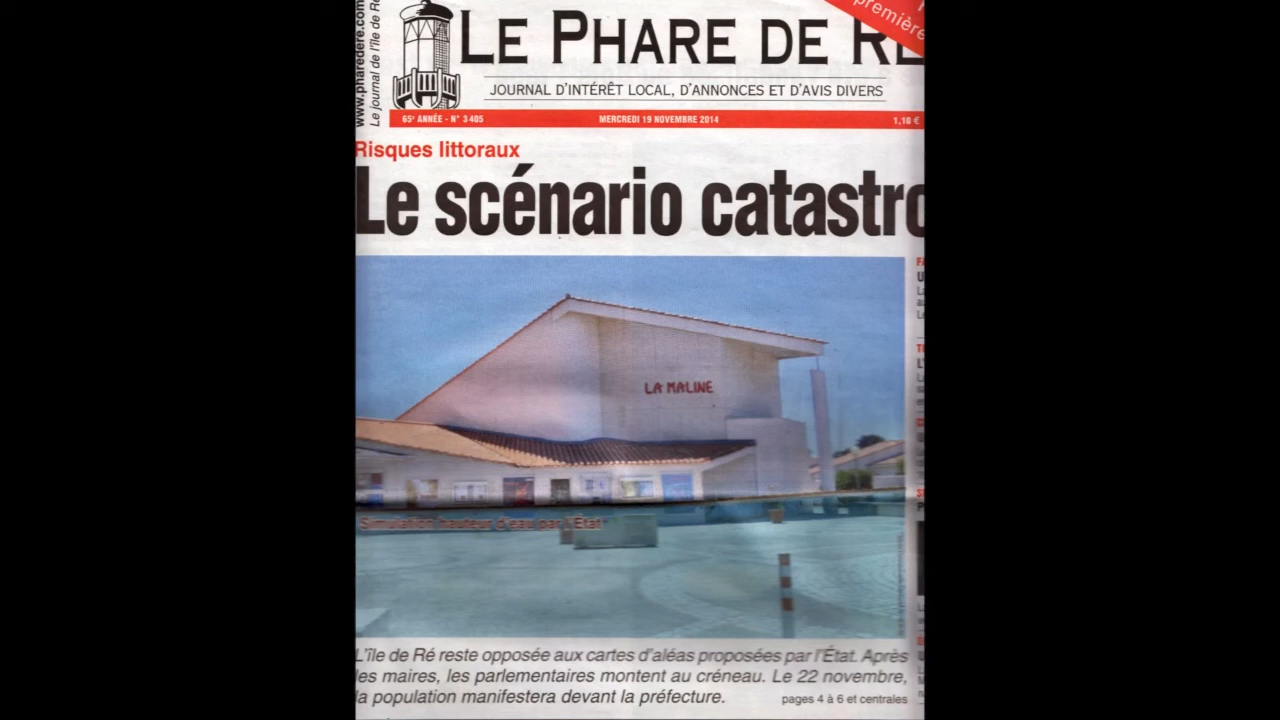 www.pharedere.com
Le journal de l'île de Ré
première
LE PHARE DE RÉ
JOURNAL D'INTÉRÊT LOCAL, D'ANNONCES ET D'AVIS DIVERS
65e ANNÉE - N° 3 405 MERCREDI 19 NOVEMBRE 2014 1,10 €
Risques littoraux
Le scénario catastro
LA MALINE
Simulation hauteur d'eau par l'État
L'île de Ré reste opposée aux cartes d'aléas proposées par l'État. Après
les maires, les parlementaires montent au créneau. Le 22 novembre,
la population manifestera devant la préfecture. pages 4 à 6 et centrales